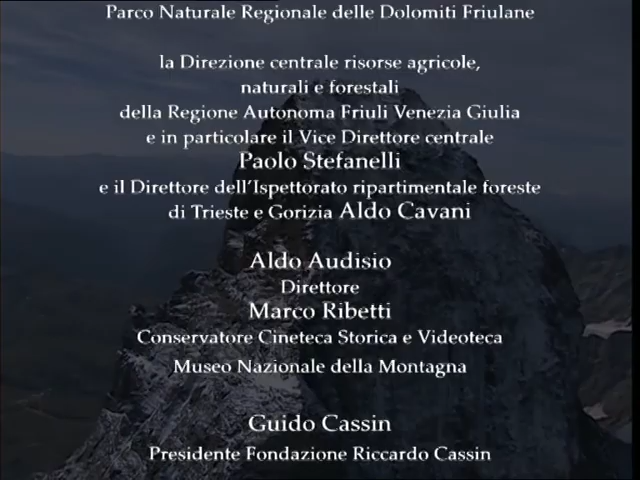 Parco Naturale Regionale delle Dolomiti Friulane
la Direzione centrale risorse agricole,
naturali e forestali
della Regione Autonoma Friuli Venezia Giulia
e in particolare il Vice Direttore centrale
Paolo Stefanelli
e il Direttore dell'Ispettorato ripartimentale foreste
di Trieste e Gorizia Aldo Cavani
Aldo Audisio
Direttore
Marco Ribetti
Conservatore Cineteca Storica e Videoteca
Museo Nazionale della Montagna
Guido Cassin
Presidente Fondazione Riccardo Cassin